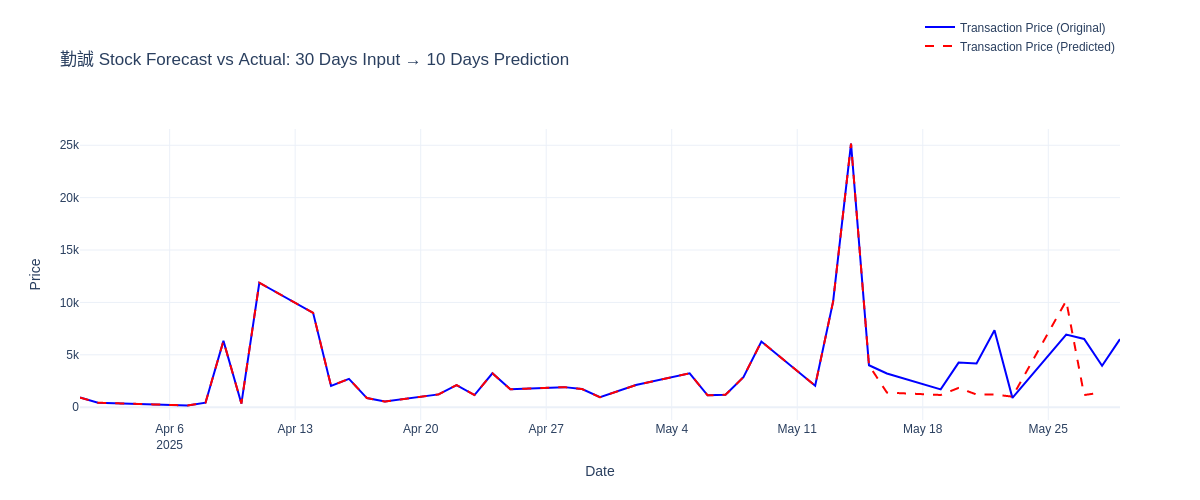 Transaction Price (Original)
Transaction Price (Predicted)
勤誠 Stock Forecast vs Actual: 30 Days Input → 10 Days Prediction
25k
20k
15k
10k
5k
0
Price
Apr 6
2025
Apr 13
Apr 20
Apr 27
May 4
May 11
May 18
May 25
Date